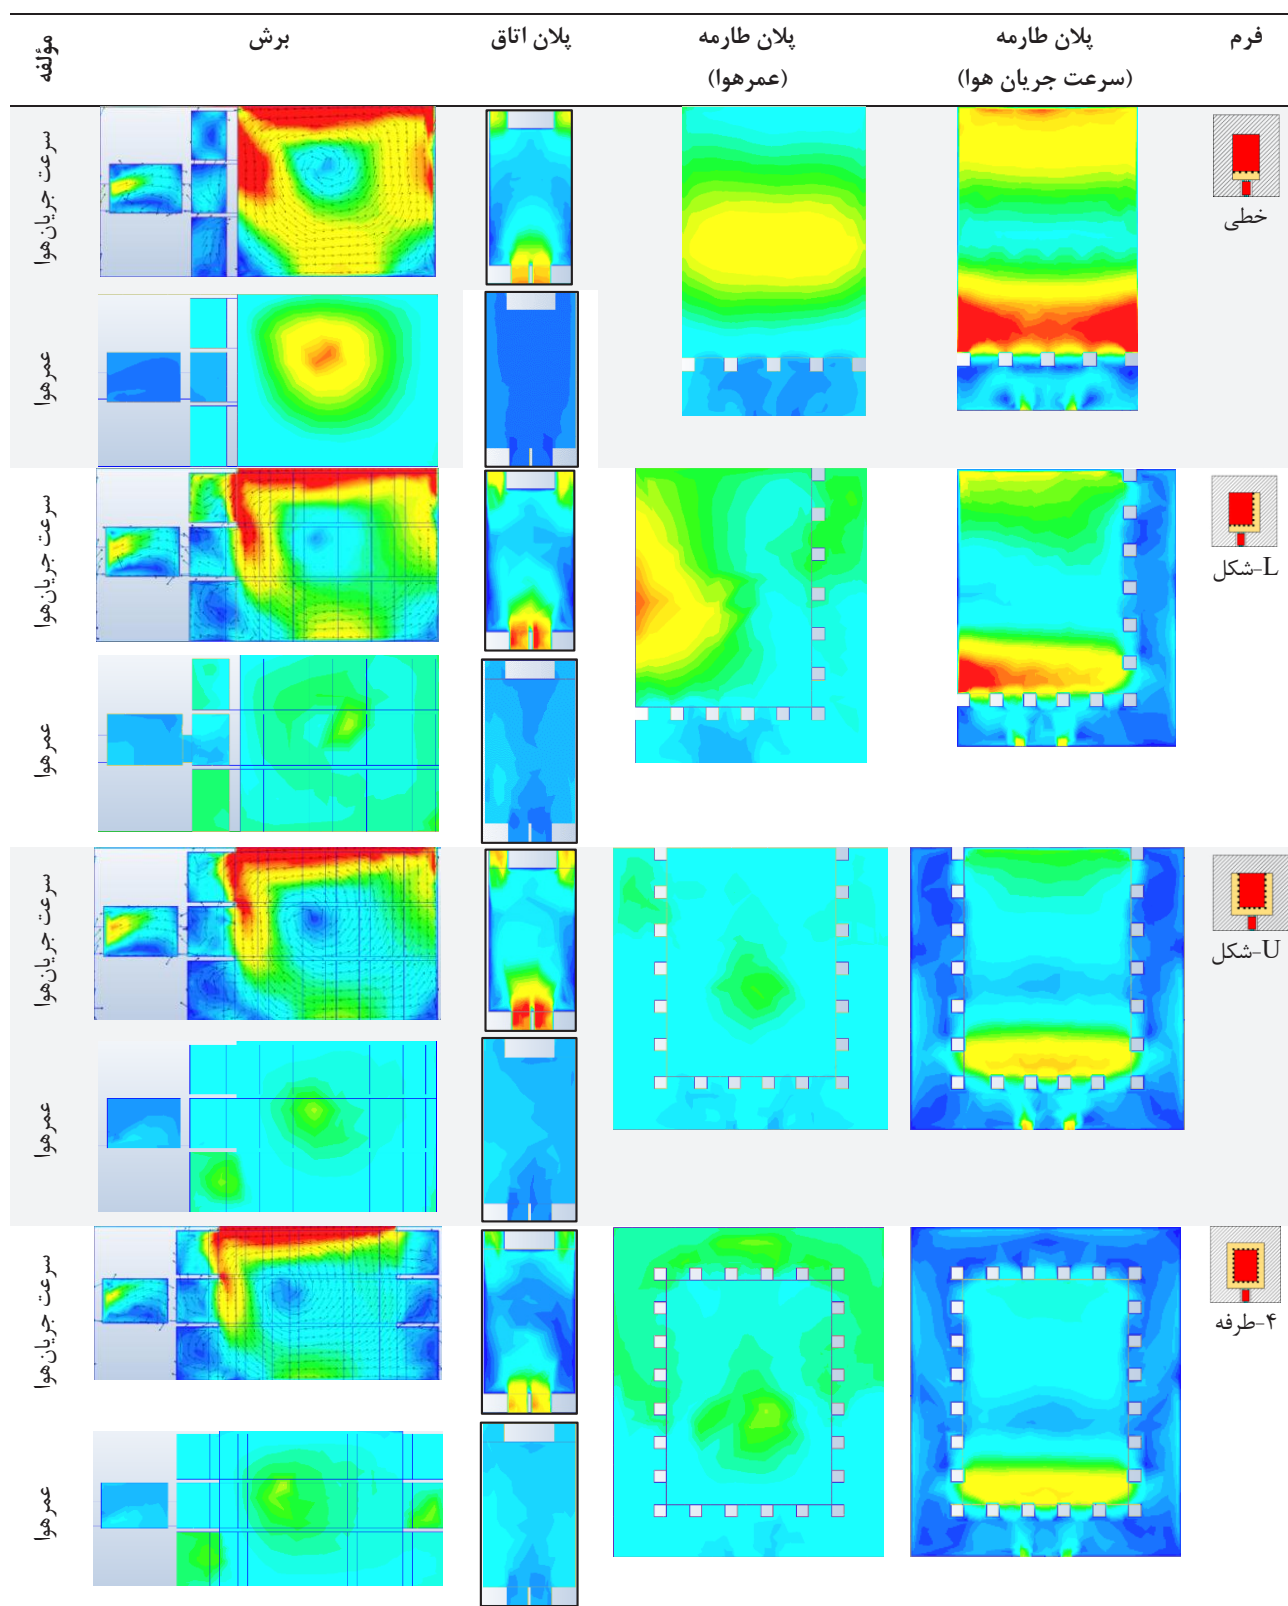 فرم
پلان طارمه
(سرعت جریان هوا)
پلان طارمه
(عمرهوا)
پلان اتاق
برش
مؤلفه
خطی
سرعت جریان‌هوا
عمرهوا
L-شکل
سرعت جریان‌هوا
عمرهوا
U-شکل
سرعت جریان‌هوا
عمرهوا
۴-طرفه
سرعت جریان‌هوا
عمرهوا